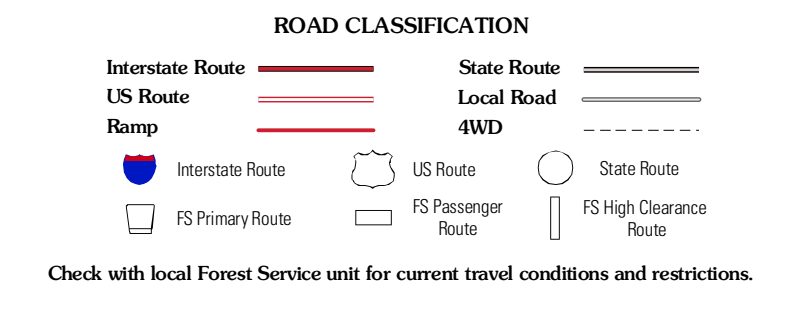 ROAD CLASSIFICATION
Interstate Route
State Route
US Route
Local Road
Ramp
4WD
Interstate Route
US Route
State Route
FS Primary Route
FS Passenger
Route
FS High Clearance
Route
Check with local Forest Service unit for current travel conditions and restrictions.